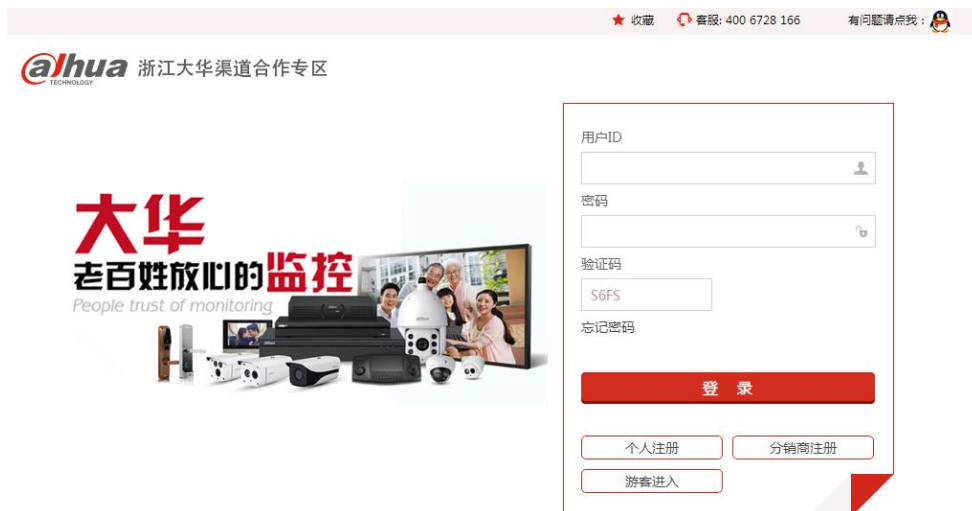 收藏 客服: 400 6728 166 有问题请点我：
alhua 浙江大华渠道合作专区
TECHNOLOGY
用户ID
密码
验证码
S6FS
忘记密码
登 录
个人注册 分销商注册
游客进入
大华
老百姓放心的监控
People trust of monitoring